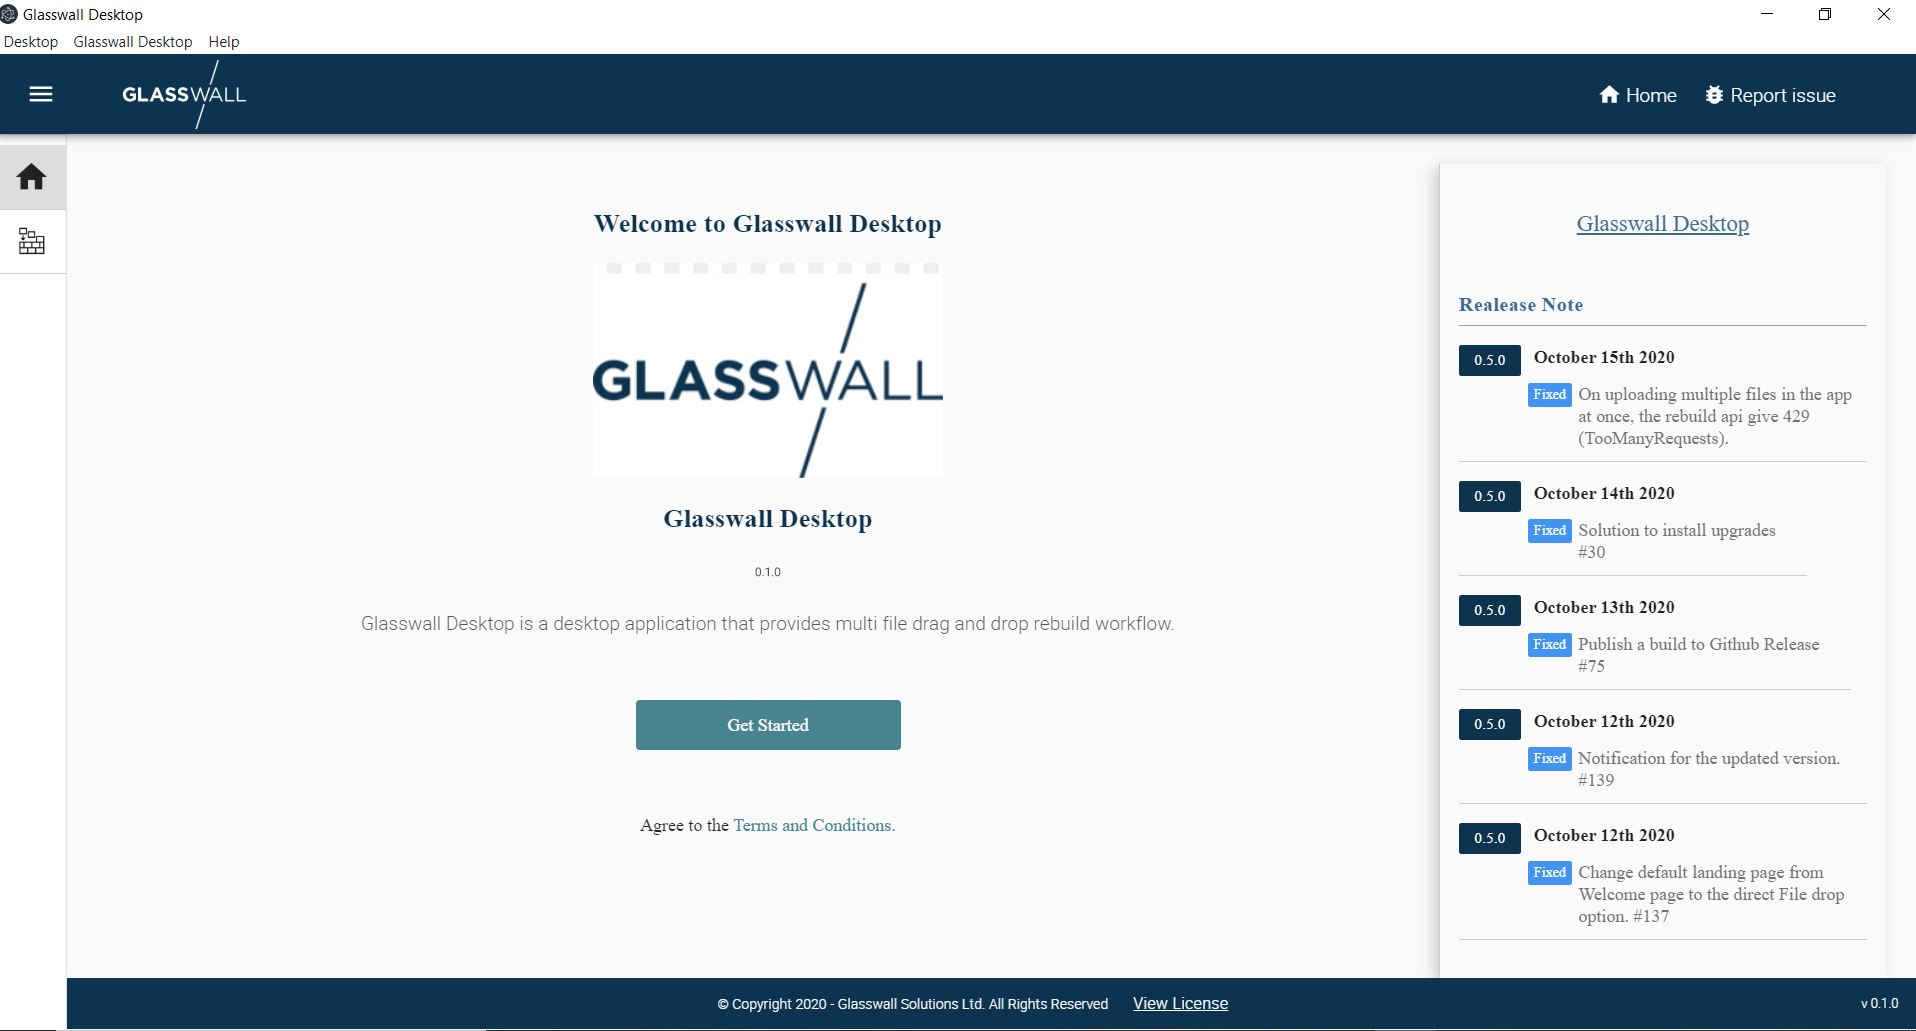 Glasswall Desktop
Desktop Glasswall Desktop Help
GLASSWALL
Home Report issue
Welcome to Glasswall Desktop
GLASSWALL
Glasswall Desktop
0.1.0
Glasswall Desktop is a desktop application that provides multi file drag and drop rebuild workflow.
Get Started
Agree to the Terms and Conditions.
Glasswall Desktop
Realease Note
0.5.0 October 15th 2020
Fixed On uploading multiple files in the app
at once, the rebuild api give 429
(TooManyRequests).
0.5.0 October 14th 2020
Fixed Solution to install upgrades
#30
0.5.0 October 13th 2020
Fixed Publish a build to Github Release
#75
0.5.0 October 12th 2020
Fixed Notification for the updated version.
#139
0.5.0 October 12th 2020
Fixed Change default landing page from
Welcome page to the direct File drop
option. #137
© Copyright 2020 - Glasswall Solutions Ltd. All Rights Reserved View License
v 0.1.0